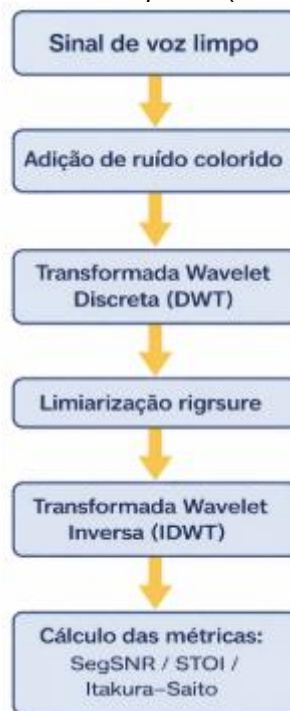 Sinal de voz limpo
Adição de ruído colorido
Transformada Wavelet
Discreta (DWT)
Limiarização rigrsure
Transformada Wavelet
Inversa (IDWT)
Cálculo das métricas:
SegSNR / STOI /
Itakura–Saito